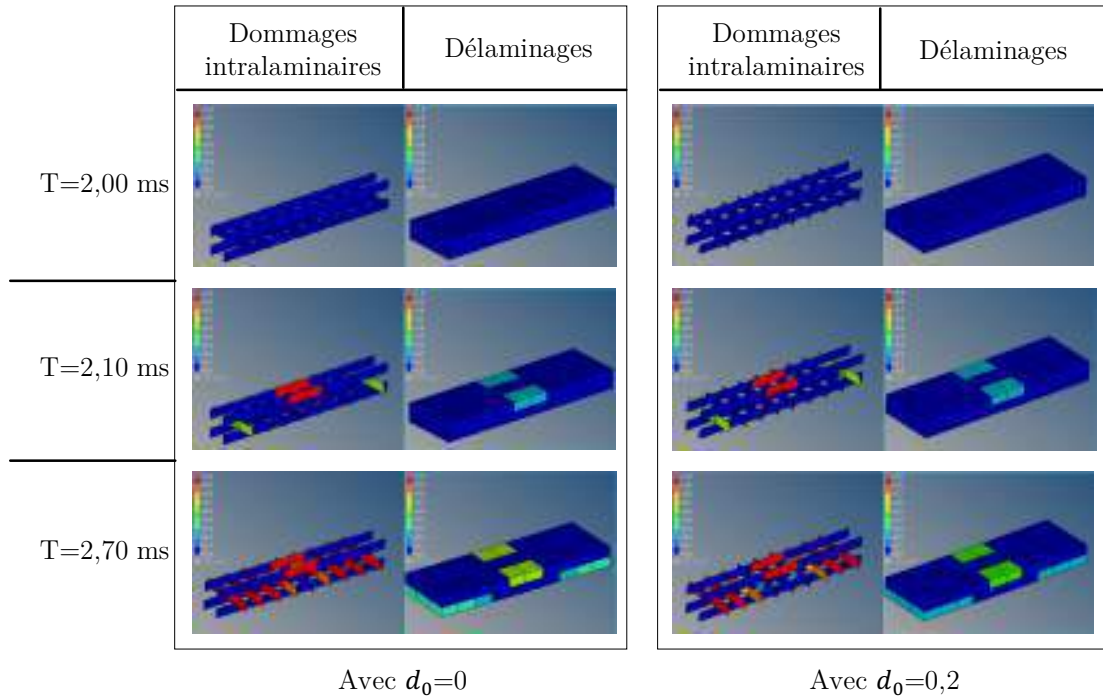 Dommages
intralaminaires
Délaminages
Dommages
intralaminaires
Délaminages
T=2,00 ms
T=2,10 ms
T=2,70 ms
Avec d₀=0
Avec d₀=0,2